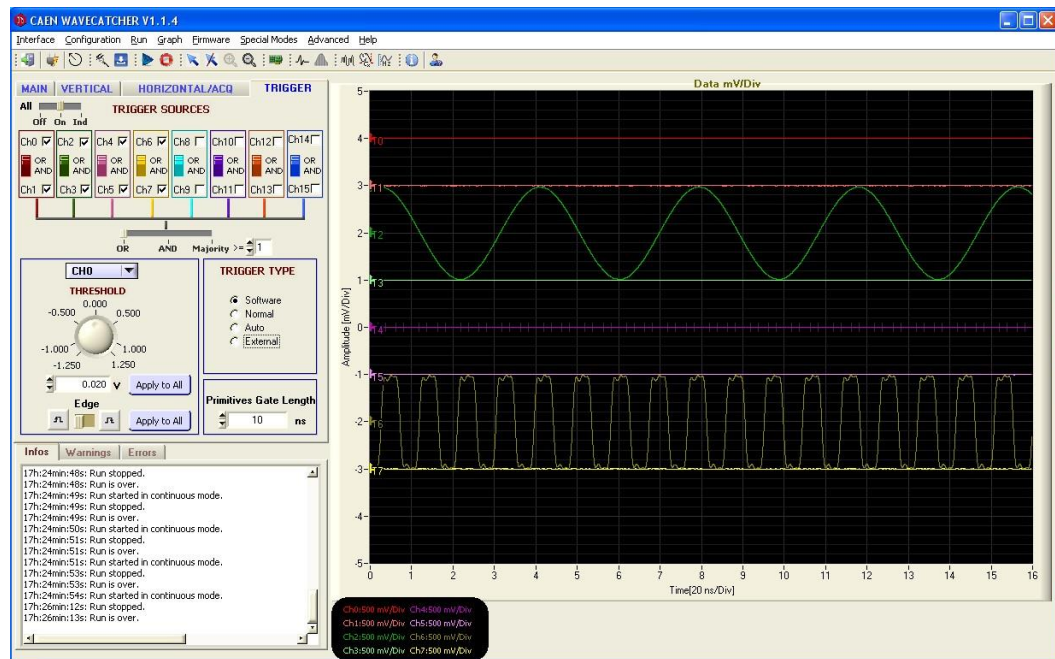 CAEN WAVECATCHER V1.1.4
Interface Configuration Run Graph Firmware Special Modes Advanced Help
MAIN VERTICAL HORIZONTAL/ACQ TRIGGER
All
Off On Ind
TRIGGER SOURCES
Ch0 Ch2 Ch4 Ch6 Ch8 Ch10 Ch12 Ch14
OR OR OR OR OR OR OR OR
AND AND AND AND AND AND AND AND
Ch1 Ch3 Ch5 Ch7 Ch9 Ch11 Ch13 Ch15
OR AND Majority >= 1
CH0
THRESHOLD
0.000
-0.500 0.500
-1.000 1.000
-1.250 1.250
0.020 V Apply to All
Edge
Apply to All
TRIGGER TYPE
Software
Normal
Auto
External
Primitives Gate Length
10 ns
Infos Warnings Errors
17h:24min:48s: Run stopped.
17h:24min:48s: Run is over.
17h:24min:49s: Run started in continuous mode.
17h:24min:49s: Run stopped.
17h:24min:49s: Run is over.
17h:24min:50s: Run started in continuous mode.
17h:24min:51s: Run stopped.
17h:24min:51s: Run is over.
17h:24min:51s: Run started in continuous mode.
17h:24min:53s: Run stopped.
17h:24min:53s: Run is over.
17h:24min:54s: Run started in continuous mode.
17h:26min:12s: Run stopped.
17h:26min:13s: Run is over.
Data mV/Div
5
4
3
2
1
0
-1
-2
-3
-4
-5
Amplitude [mV/Div]
T0
T1
T2
T3
T4
T5
T6
T7
0 1 2 3 4 5 6 7 8 9 10 11 12 13 14 15 16
Time[20 ns/Div]
Ch0:500 mV/Div Ch4:500 mV/Div
Ch1:500 mV/Div Ch5:500 mV/Div
Ch2:500 mV/Div Ch6:500 mV/Div
Ch3:500 mV/Div Ch7:500 mV/Div